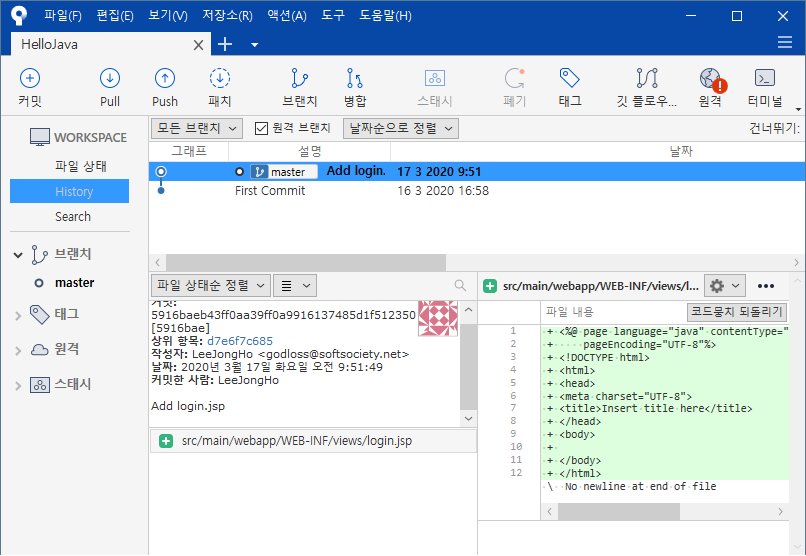 파일(F) 편집(E) 보기(V) 저장소(R) 액션(A) 도구 도움말(H)
HelloJava
커밋 Pull Push 패치 브랜치 병합 스태시 폐기 태그 깃 플로우... 원격 터미널
WORKSPACE
파일 상태
History
Search
브랜치
master
태그
원격
스태시
모든 브랜치 원격 브랜치 날짜순으로 정렬 건너뛰기:
그래프 설명 날짜
master Add login. 17 3 2020 9:51
First Commit 16 3 2020 16:58
파일 상태순 정렬
커밋:
5916baeb43ff0aa39ff0a9916137485d1f512350
[5916bae]
상위 항목: d7e6f7c685
작성자: LeeJongHo <godloss@softsociety.net>
날짜: 2020년 3월 17일 화요일 오전 9:51:49
커밋한 사람: LeeJongHo
Add login.jsp
src/main/webapp/WEB-INF/views/login.jsp
src/main/webapp/WEB-INF/views/l...
파일 내용 코드뭉치 되돌리기
1 + <%@ page language="java" contentType="
2 + pageEncoding="UTF-8"%>
3 + <!DOCTYPE html>
4 + <html>
5 + <head>
6 + <meta charset="UTF-8">
7 + <title>Insert title here</title>
8 + </head>
9 + <body>
10 +
11 + </body>
12 + </html>
\ No newline at end of file